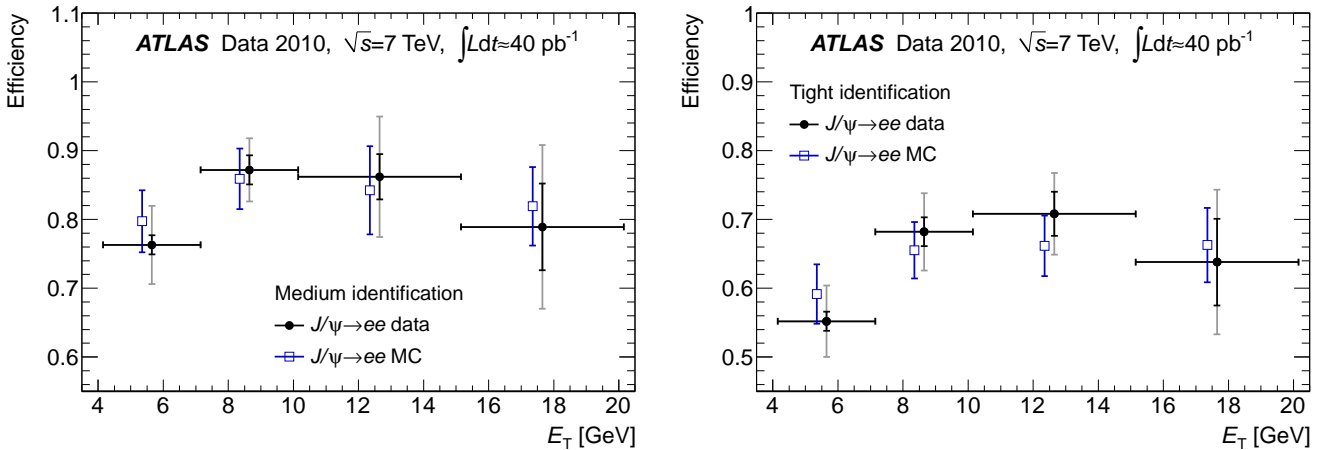 1.1
1
0.9
0.8
0.7
0.6
Efficiency
ATLAS Data 2010, √s=7 TeV, ∫Ldt≈40 pb⁻¹
Medium identification
J/ψ→ee data
J/ψ→ee MC
4 6 8 10 12 14 16 18 20
E_T [GeV]
1
0.9
0.8
0.7
0.6
0.5
Efficiency
ATLAS Data 2010, √s=7 TeV, ∫Ldt≈40 pb⁻¹
Tight identification
J/ψ→ee data
J/ψ→ee MC
4 6 8 10 12 14 16 18 20
E_T [GeV]